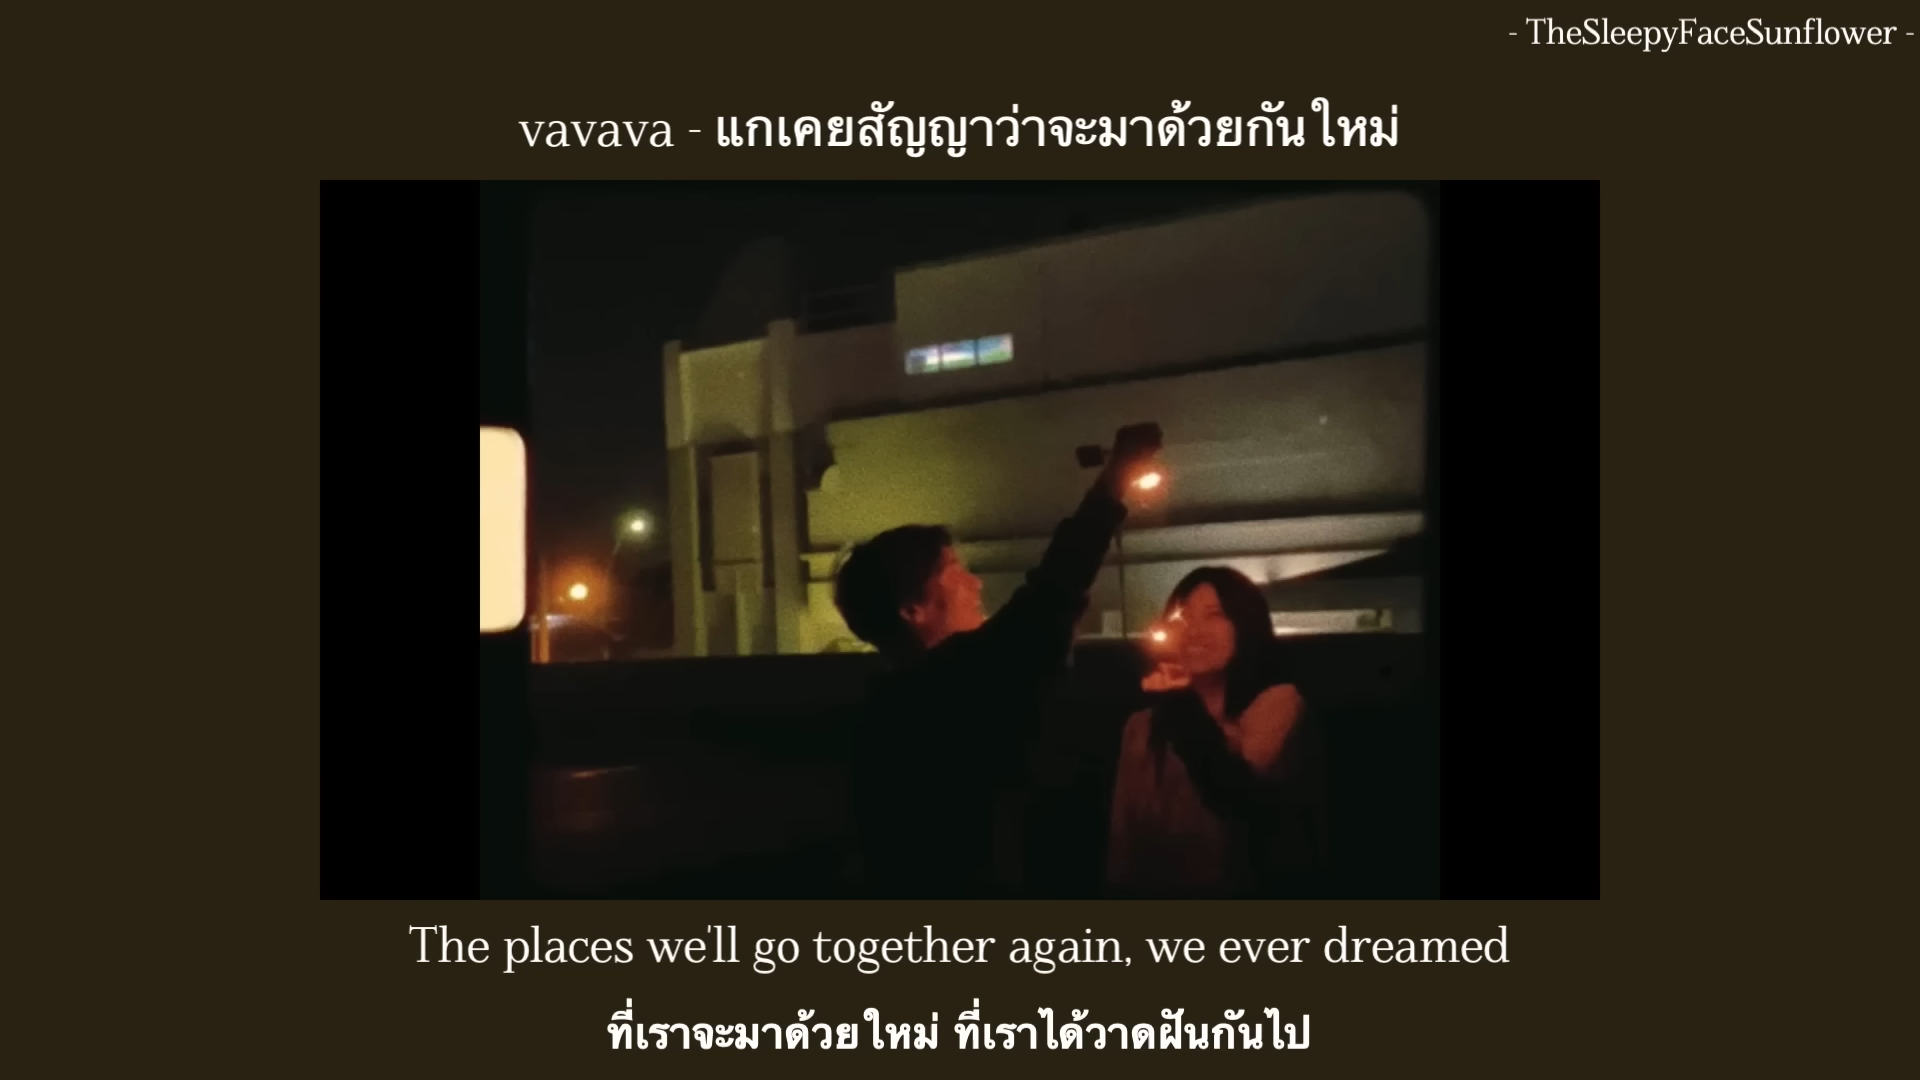 - TheSleepyFaceSunflower -
vavava - แกเคยสัญญาว่าจะมาด้วยกันใหม่
The places we'll go together again, we ever dreamed
ที่เราจะมาด้วยใหม่ ที่เราได้วาดฝันกันไป